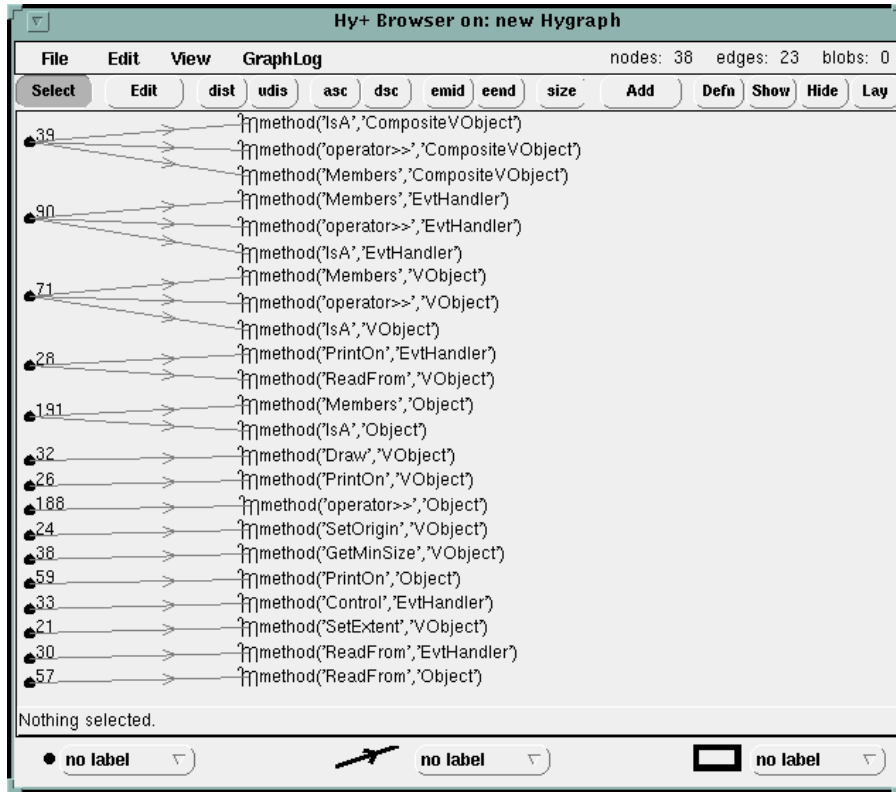 Hy+ Browser on: new Hygraph
File Edit View GraphLog nodes: 38 edges: 23 blobs: 0
Select Edit dist udis asc dsc emid eend size Add Defn Show Hide Lay
39 method('IsA','CompositeVObject')
method('operator>>','CompositeVObject')
method('Members','CompositeVObject')
90 method('Members','EvtHandler')
method('operator>>','EvtHandler')
method('IsA','EvtHandler')
71 method('Members','VObject')
method('operator>>','VObject')
method('IsA','VObject')
28 method('PrintOn','EvtHandler')
method('ReadFrom','VObject')
191 method('Members','Object')
method('IsA','Object')
32 method('Draw','VObject')
26 method('PrintOn','VObject')
188 method('operator>>','Object')
24 method('SetOrigin','VObject')
38 method('GetMinSize','VObject')
59 method('PrintOn','Object')
33 method('Control','EvtHandler')
21 method('SetExtent','VObject')
30 method('ReadFrom','EvtHandler')
57 method('ReadFrom','Object')
Nothing selected.
no label no label no label